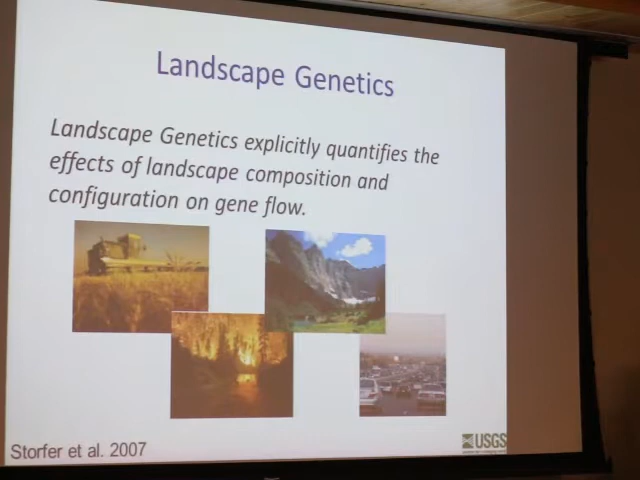 Landscape Genetics
Landscape Genetics explicitly quantifies the
effects of landscape composition and
configuration on gene flow.
Storfer et al. 2007
USGS